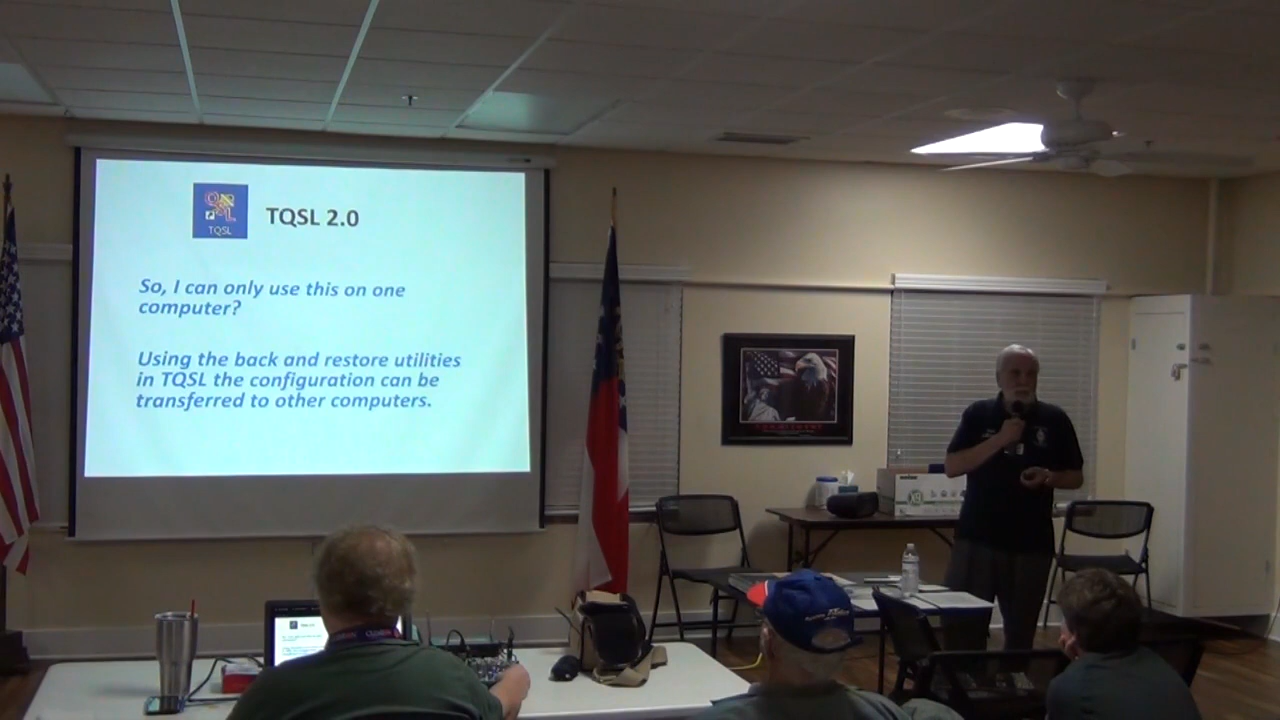 QSL
TQSL
TQSL 2.0
So, I can only use this on one
computer?
Using the back and restore utilities
in TQSL the configuration can be
transferred to other computers.